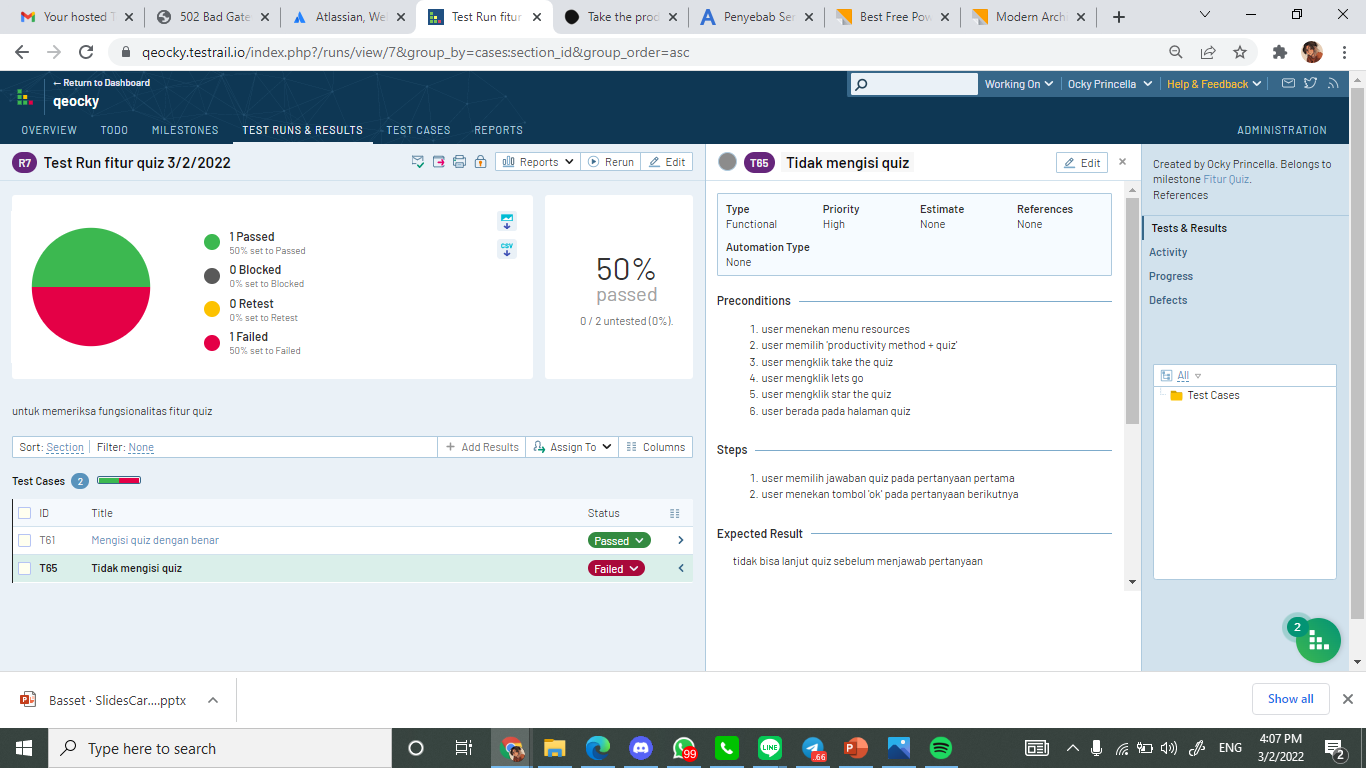 Your hosted T
502 Bad Gate
Atlassian, We
Test Run fitur
Take the prod
Penyebab Se
Best Free Pow
Modern Archi
qeocky.testrail.io/index.php?/runs/view/7&group_by=cases:section_id&group_order=asc
← Return to Dashboard
qeocky
Working On
Ocky Princella
Help & Feedback
OVERVIEW TODO MILESTONES TEST RUNS & RESULTS TEST CASES REPORTS ADMINISTRATION
R7 Test Run fitur quiz 3/2/2022
Reports Rerun Edit
1 Passed
50% set to Passed
0 Blocked
0% set to Blocked
0 Retest
0% set to Retest
1 Failed
50% set to Failed
CSV
50%
passed
0 / 2 untested (0%).
untuk memeriksa fungsionalitas fitur quiz
Sort: Section Filter: None
Add Results Assign To Columns
Test Cases 2
ID Title Status
T61 Mengisi quiz dengan benar Passed
T65 Tidak mengisi quiz Failed
T65 Tidak mengisi quiz
Edit
Type Priority Estimate References
Functional High None None
Automation Type
None
Preconditions
1. user menekan menu resources
2. user memilih 'productivity method + quiz'
3. user mengklik take the quiz
4. user mengklik lets go
5. user mengklik star the quiz
6. user berada pada halaman quiz
Steps
1. user memilih jawaban quiz pada pertanyaan pertama
2. user menekan tombol 'ok' pada pertanyaan berikutnya
Expected Result
tidak bisa lanjut quiz sebelum menjawab pertanyaan
Created by Ocky Princella. Belongs to
milestone Fitur Quiz.
References
Tests & Results
Activity
Progress
Defects
All
Test Cases
2
Basset · SlidesCar....pptx
Show all
Type here to search
99
LINE
.66
ENG
4:07 PM
3/2/2022
2